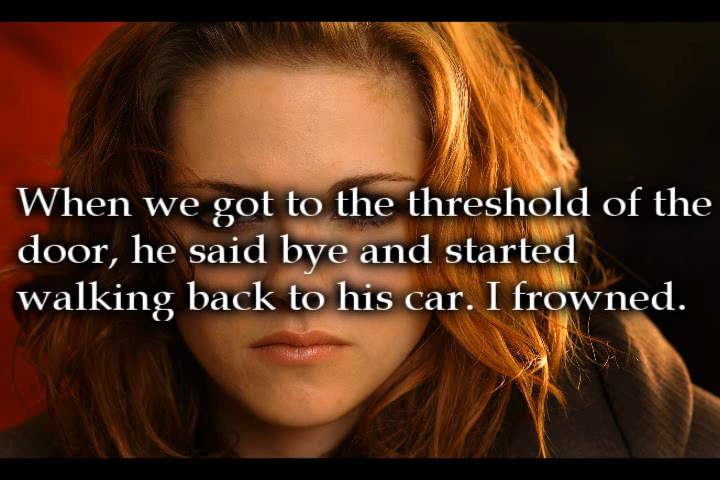 When we got to the threshold of the
door, he said bye and started
walking back to his car. I frowned.